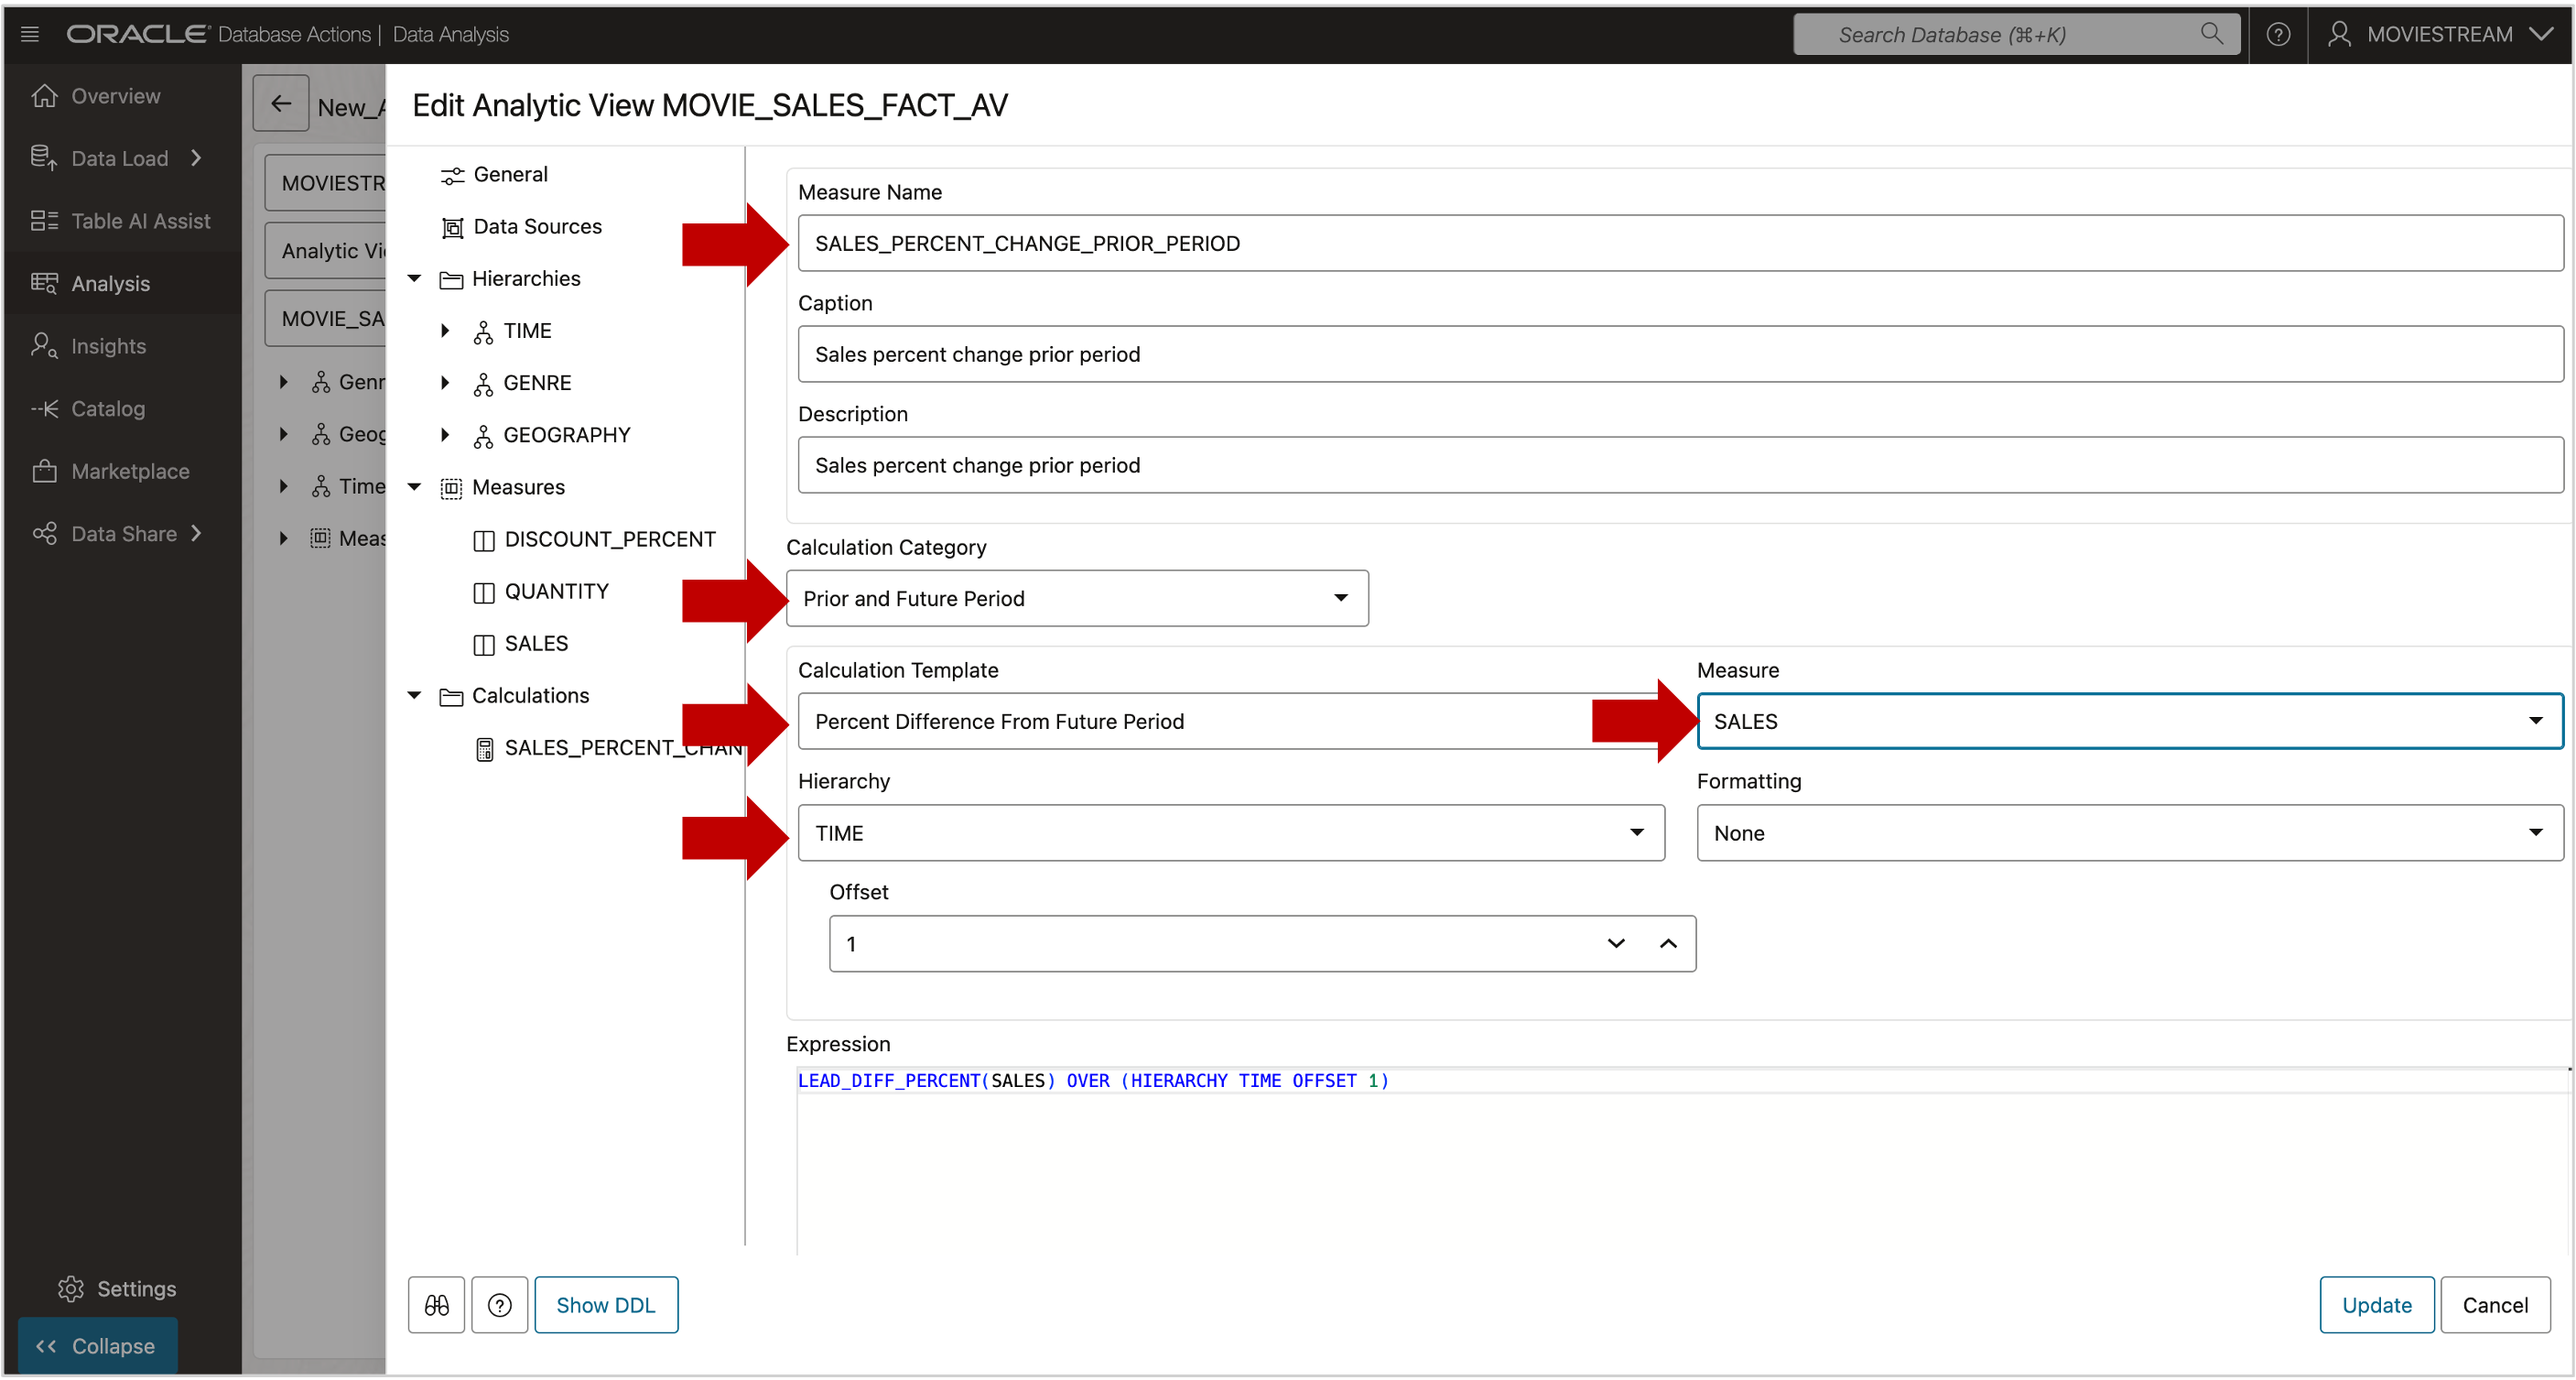 ORACLE Database Actions | Data Analysis
Search Database (⌘+K)
MOVIESTREAM
Overview
Data Load
Table AI Assist
Analysis
Insights
Catalog
Marketplace
Data Share
Settings
Collapse
New_A
MOVIESTR
Analytic Vi
MOVIE_SA
Genr
Geog
Time
Meas
Edit Analytic View MOVIE_SALES_FACT_AV
General
Data Sources
Hierarchies
TIME
GENRE
GEOGRAPHY
Measures
DISCOUNT_PERCENT
QUANTITY
SALES
Calculations
SALES_PERCENT_CHAN
Measure Name
SALES_PERCENT_CHANGE_PRIOR_PERIOD
Caption
Sales percent change prior period
Description
Sales percent change prior period
Calculation Category
Prior and Future Period
Calculation Template
Percent Difference From Future Period
Measure
SALES
Hierarchy
TIME
Formatting
None
Offset
1
Expression
LEAD_DIFF_PERCENT(SALES) OVER (HIERARCHY TIME OFFSET 1)
Show DDL
Update
Cancel